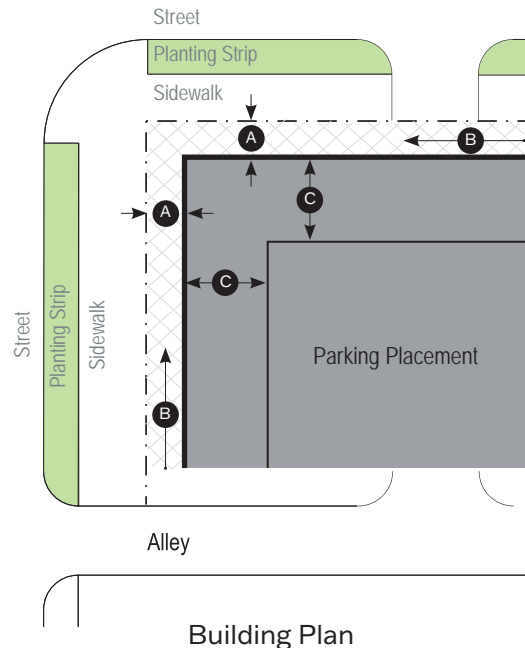 Street
Planting Strip
Sidewalk
A
B
C
A
C
Street
Planting Strip
Sidewalk
Parking Placement
B
Alley
Building Plan